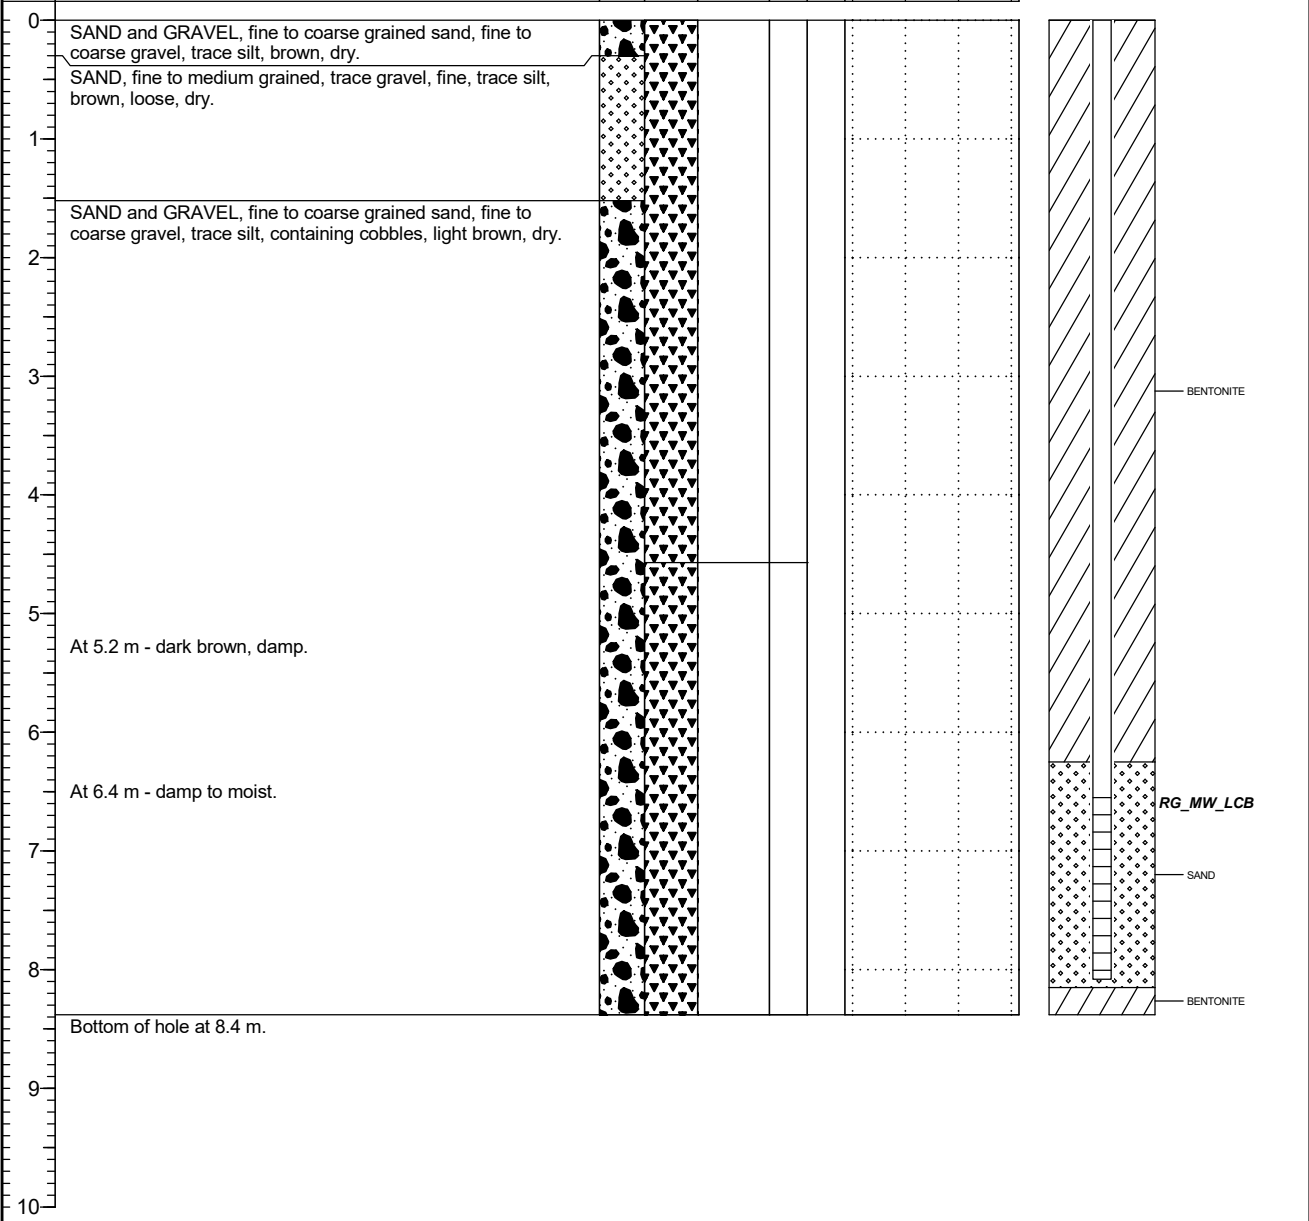 0
SAND and GRAVEL, fine to coarse grained sand, fine to
coarse gravel, trace silt, brown, dry.
SAND, fine to medium grained, trace gravel, fine, trace silt,
brown, loose, dry.
1
SAND and GRAVEL, fine to coarse grained sand, fine to
coarse gravel, trace silt, containing cobbles, light brown, dry.
2
3
BENTONITE
4
5
At 5.2 m - dark brown, damp.
6
At 6.4 m - damp to moist.
RG_MW_LCB
7
SAND
8
BENTONITE
Bottom of hole at 8.4 m.
9
10